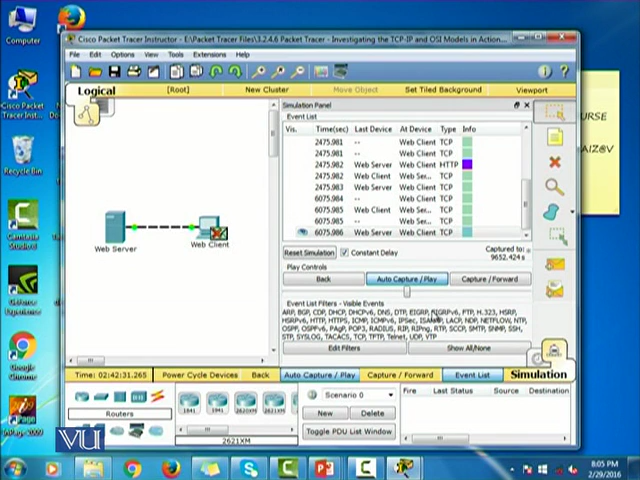 Computer
Cisco Packet
Tracer Inst...
Recycle Bin
Camtasia
Studio 8
GeForce
Experience
Google
Chrome
InPage - 2009
Cisco Packet Tracer Instructor - E:\Packet Tracer Files\3.2.4.6 Packet Tracer - Investigating the TCP-IP and OSI Models in Action...
File Edit Options View Tools Extensions Help
Logical [Root] New Cluster Move Object Set Tiled Background Viewport
URSE
AIZ@V
Simulation Panel
Event List
Vis. Time(sec) Last Device At Device Type Info
2475.981 -- Web Client TCP
2475.981 -- Web Client TCP
2475.982 Web Server Web Client HTTP
2475.982 Web Client Web Ser... TCP
2475.983 Web Server Web Client TCP
6075.984 -- Web Ser... TCP
6075.985 Web Client Web Ser... TCP
6075.985 -- Web Ser... TCP
6075.986 Web Server Web Client TCP
Web Server
Web Client
Reset Simulation Constant Delay Captured to:
9652.424 s
Play Controls
Back Auto Capture / Play Capture / Forward
Event List Filters - Visible Events
ARP, BGP, CDP, DHCP, DHCPv6, DNS, DTP, EIGRP, EIGRPv6, FTP, H.323, HSRP,
HSRPv6, HTTP, HTTPS, ICMP, ICMPv6, IPSec, ISAKMP, LACP, NDP, NETFLOW, NTP,
OSPF, OSPFv6, PAgP, POP3, RADIUS, RIP, RIPng, RTP, SCCP, SMTP, SNMP, SSH,
STP, SYSLOG, TACACS, TCP, TFTP, Telnet, UDP, VTP
Edit Filters Show All/None
Time: 02:42:31.265 Power Cycle Devices Back Auto Capture / Play Capture / Forward Event List Simulation
Routers
1841 1941 2620XM 2621XM
2621XM
Scenario 0
New Delete
Toggle PDU List Window
Fire Last Status Source Destination
VU
8:05 PM
2/29/2016